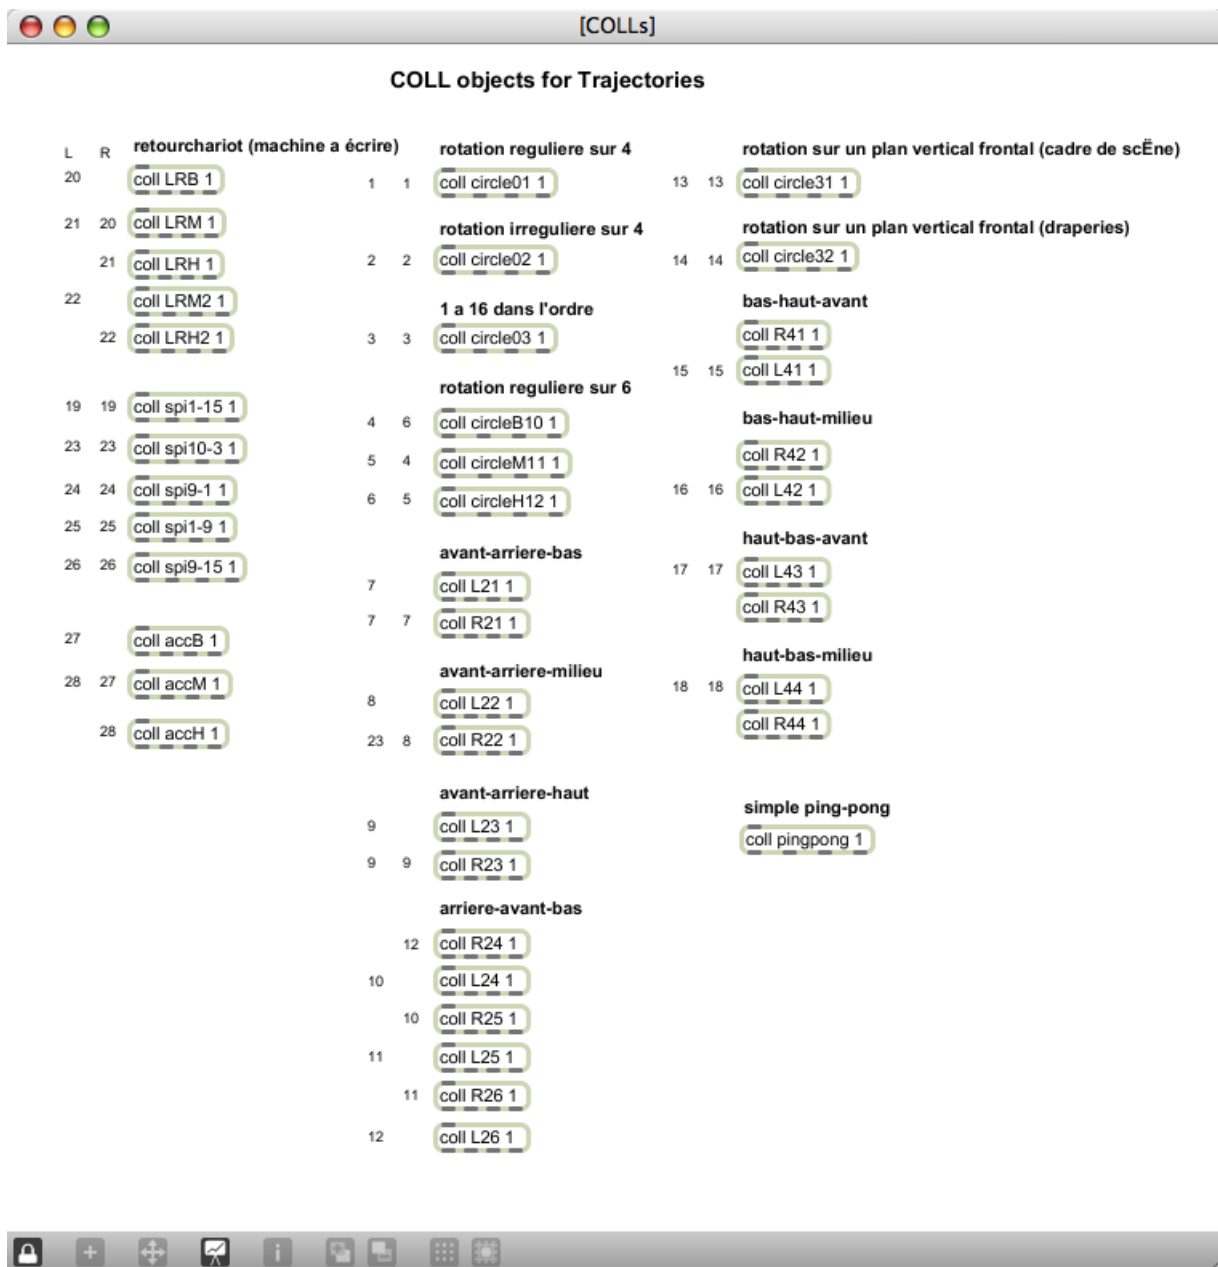 [COLLs]
COLL objects for Trajectories
L R retourchariot (machine a écrire)
20 coll LRB 1
21 20 coll LRM 1
21 coll LRH 1
22 coll LRM2 1
22 coll LRH2 1
19 19 coll spi1-15 1
23 23 coll spi10-3 1
24 24 coll spi9-1 1
25 25 coll spi1-9 1
26 26 coll spi9-15 1
27 coll accB 1
28 27 coll accM 1
28 coll accH 1
rotation reguliere sur 4
1 1 coll circle01 1
rotation irreguliere sur 4
2 2 coll circle02 1
1 a 16 dans l'ordre
3 3 coll circle03 1
rotation reguliere sur 6
4 6 coll circleB10 1
5 4 coll circleM11 1
6 5 coll circleH12 1
avant-arriere-bas
7 coll L21 1
7 7 coll R21 1
avant-arriere-milieu
8 coll L22 1
23 8 coll R22 1
avant-arriere-haut
9 coll L23 1
9 9 coll R23 1
arriere-avant-bas
12 coll R24 1
10 coll L24 1
10 coll R25 1
11 coll L25 1
11 coll R26 1
12 coll L26 1
rotation sur un plan vertical frontal (cadre de scËne)
13 13 coll circle31 1
rotation sur un plan vertical frontal (draperies)
14 14 coll circle32 1
bas-haut-avant
coll R41 1
15 15 coll L41 1
bas-haut-milieu
coll R42 1
16 16 coll L42 1
haut-bas-avant
17 17 coll L43 1
coll R43 1
haut-bas-milieu
18 18 coll L44 1
coll R44 1
simple ping-pong
coll pingpong 1